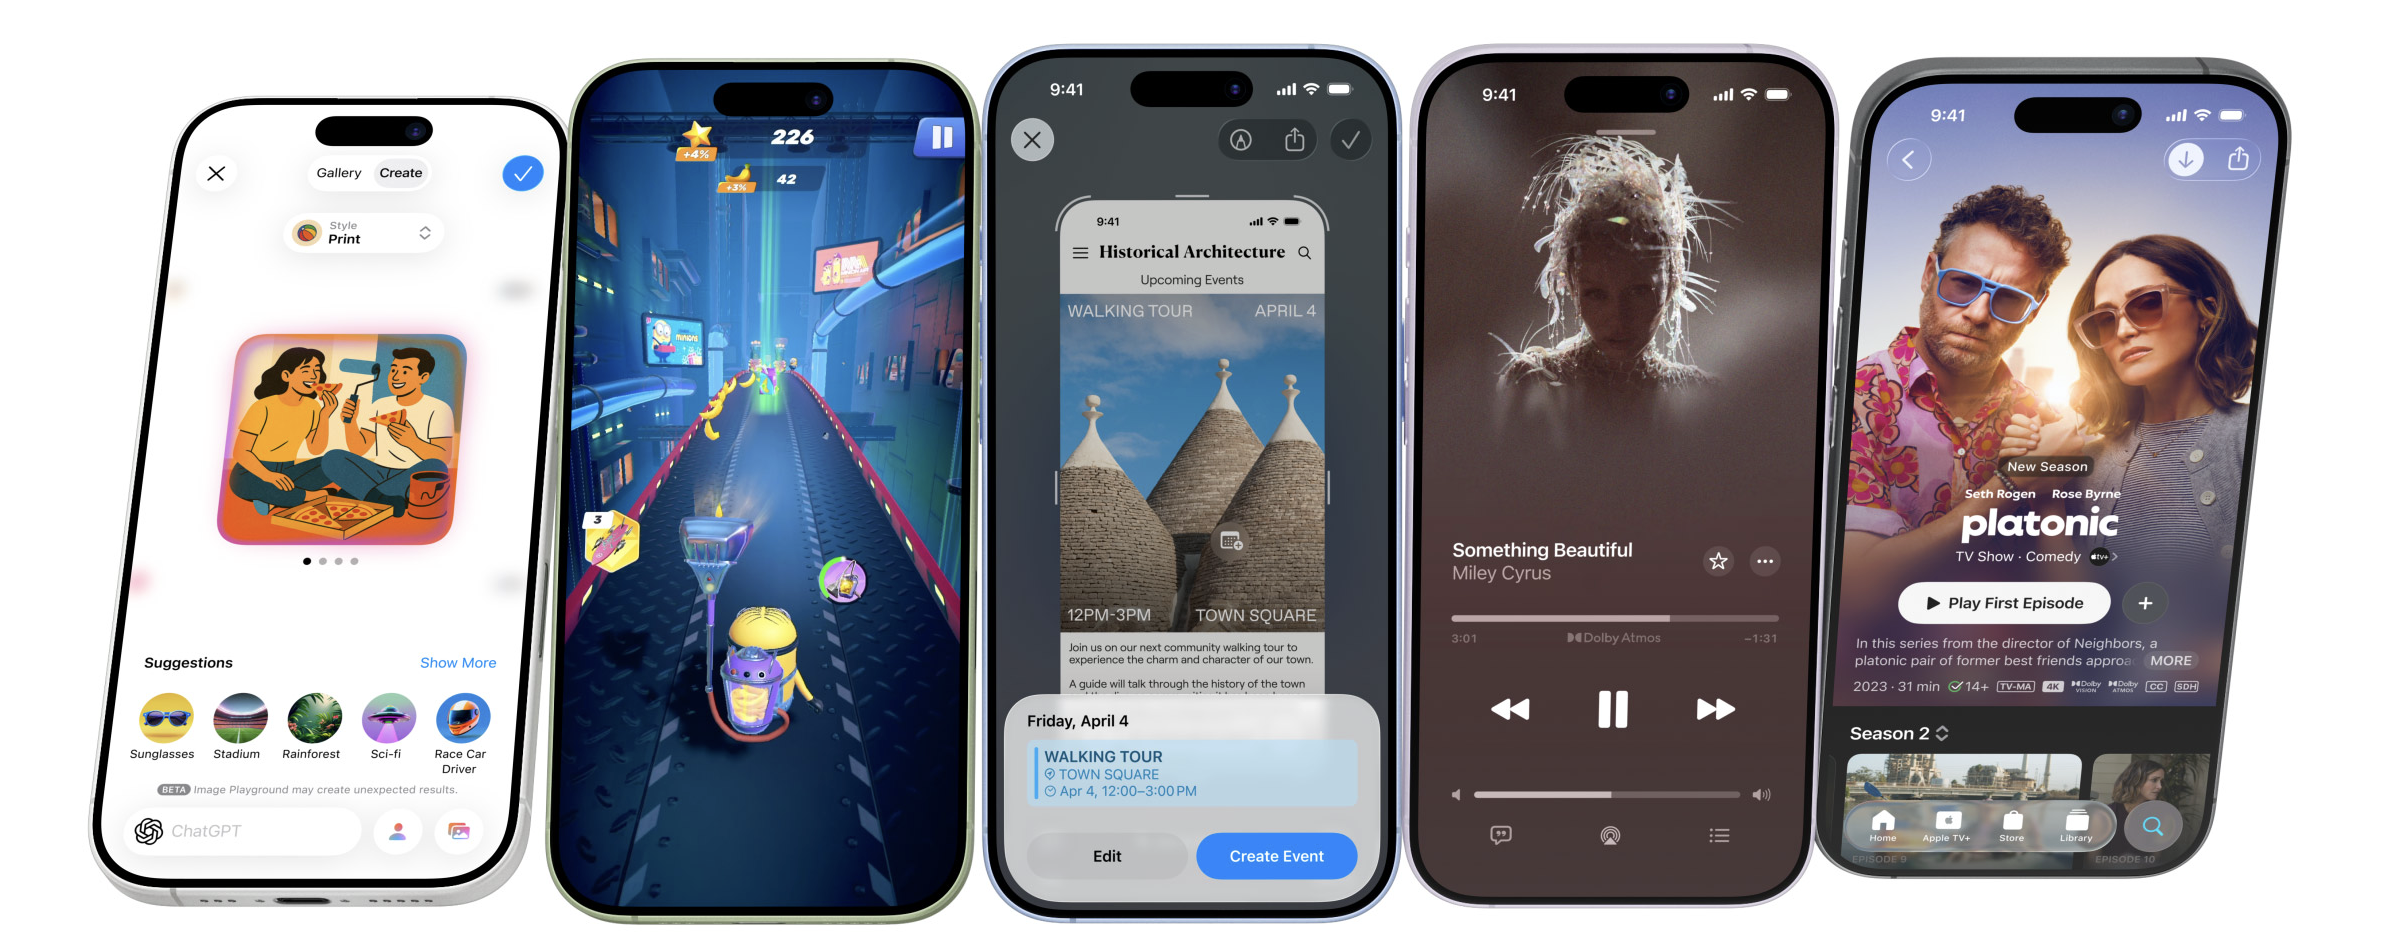 Gallery Create
Style
Print
Suggestions Show More
Sunglasses Stadium Rainforest Sci-fi Race Car Driver
BETA Image Playground may create unexpected results.
ChatGPT
226
+4%
42
+3%
MINIONS
3
9:41
9:41
Historical Architecture
Upcoming Events
WALKING TOUR APRIL 4
12PM-3PM TOWN SQUARE
Join us on our next community walking tour to
experience the charm and character of our town.
A guide will talk through the history of the town
Friday, April 4
WALKING TOUR
TOWN SQUARE
Apr 4, 12:00–3:00 PM
Edit Create Event
9:41
Something Beautiful
Miley Cyrus
3:01 Dolby Atmos −1:31
9:41
New Season
Seth Rogen Rose Byrne
platonic
TV Show · Comedy tv+
Play First Episode
In this series from the director of Neighbors, a
platonic pair of former best friends approa MORE
2023 · 31 min 14+ TV-MA 4K Dolby VISION Dolby ATMOS CC SDH
Season 2
Home Apple TV+ Store Library
EPISODE 9 EPISODE 10